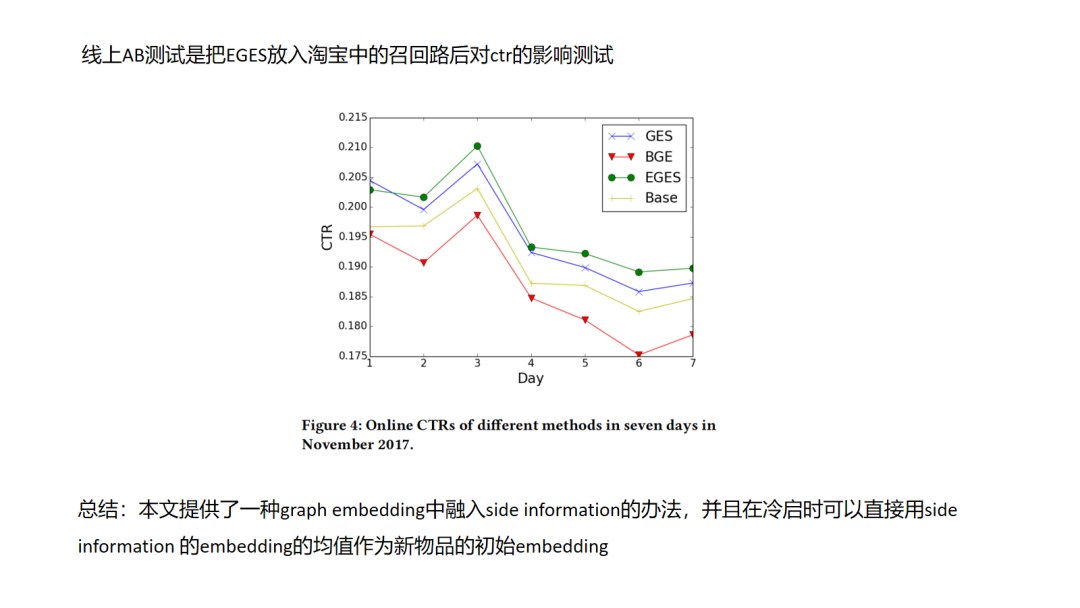 线上AB测试是把EGES放入淘宝中的召回路后对ctr的影响测试
0.215
0.210
0.205
0.200
0.195
0.190
0.185
0.180
0.175
CTR
GES
BGE
EGES
Base
1 2 3 4 5 6 7
Day
Figure 4: Online CTRs of different methods in seven days in
November 2017.
总结：本文提供了一种graph embedding中融入side information的办法，并且在冷启时可以直接用side
information 的embedding的均值作为新物品的初始embedding